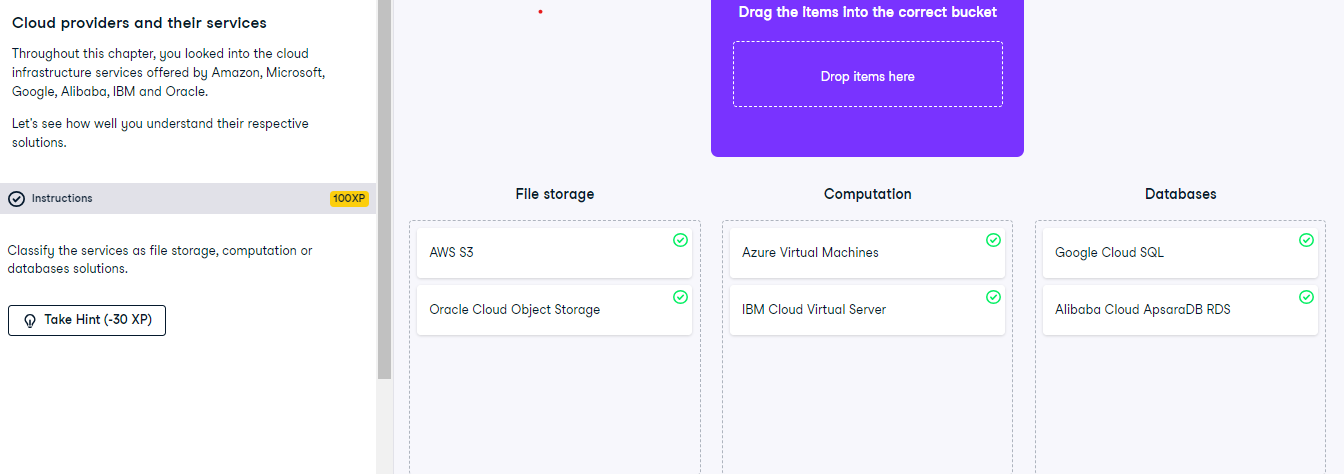 Cloud providers and their services
Throughout this chapter, you looked into the cloud
infrastructure services offered by Amazon, Microsoft,
Google, Alibaba, IBM and Oracle.
Let's see how well you understand their respective
solutions.
Instructions
100XP
Classify the services as file storage, computation or
databases solutions.
Take Hint (-30 XP)
Drag the items into the correct bucket
Drop items here
File storage
AWS S3
Oracle Cloud Object Storage
Computation
Azure Virtual Machines
IBM Cloud Virtual Server
Databases
Google Cloud SQL
Alibaba Cloud ApsaraDB RDS